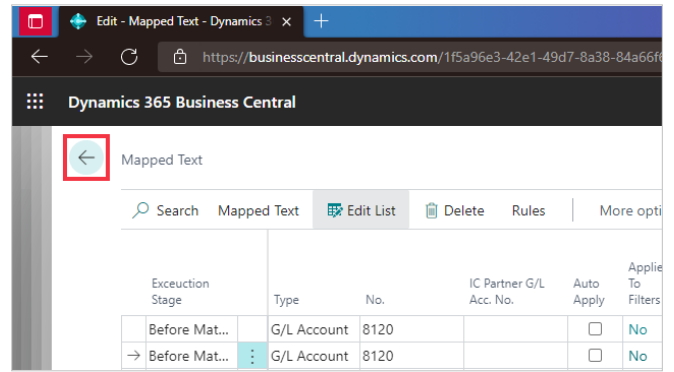 Edit - Mapped Text - Dynamics 3
https://businesscentral.dynamics.com/1f5a96e3-42e1-49d7-8a38-84a66f6
Dynamics 365 Business Central
Mapped Text
Search Mapped Text Edit List Delete Rules More opti
Exceuction Stage Type No. IC Partner G/L Acc. No. Auto Apply Applie To Filters
Before Mat... G/L Account 8120 No
Before Mat... G/L Account 8120 No